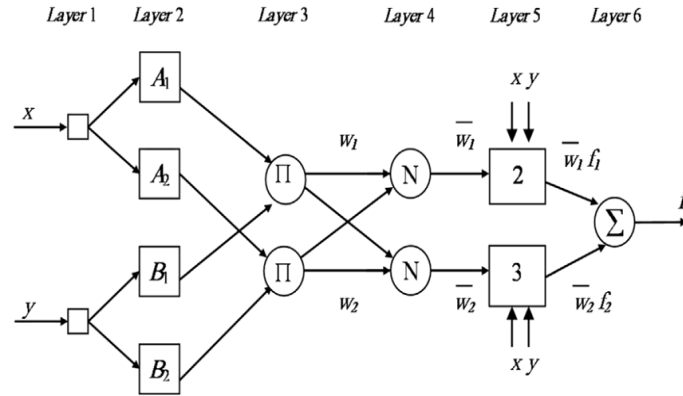 Layer 1 Layer 2 Layer 3 Layer 4 Layer 5 Layer 6
x y
A₁
x
w₁ w̅₁ w̅₁ f₁
A₂ Π N 2
Σ
B₁ Π N 3
y
w₂ w̅₂ w̅₂ f₂
B₂
x y